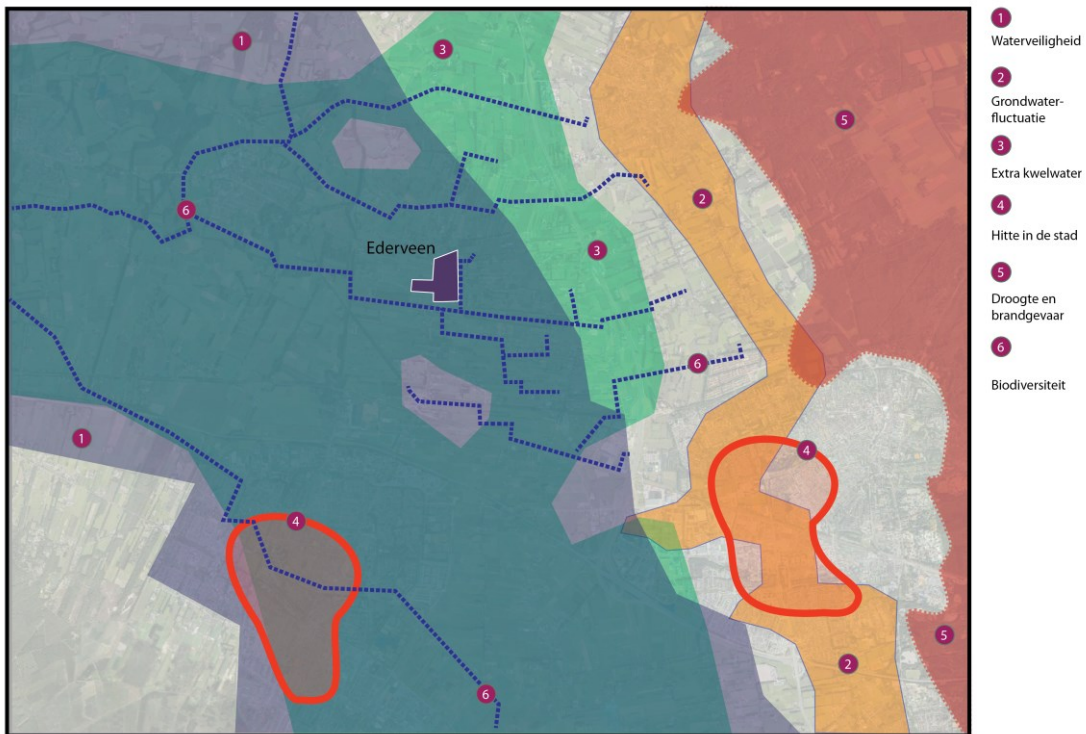 1
3
5
2
6
3
Ederveen
6
1
4
4
5
2
6
1
Waterveiligheid
2
Grondwater-
fluctuatie
3
Extra kwelwater
4
Hitte in de stad
5
Droogte en
brandgevaar
6
Biodiversiteit